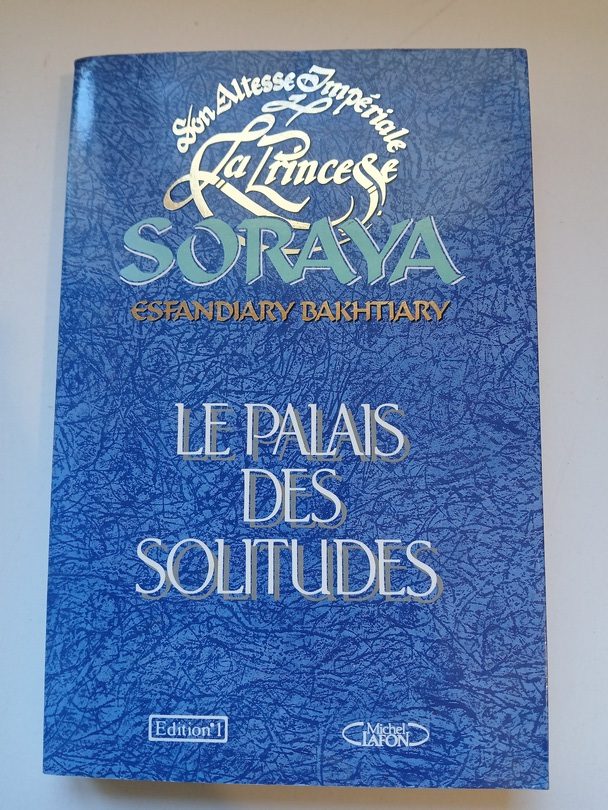 Son Altesse Impériale
La Princesse
SORAYA
ESFANDIARY BAKHTIARY
LE PALAIS
DES
SOLITUDES
Edition°1
Michel
LAFON